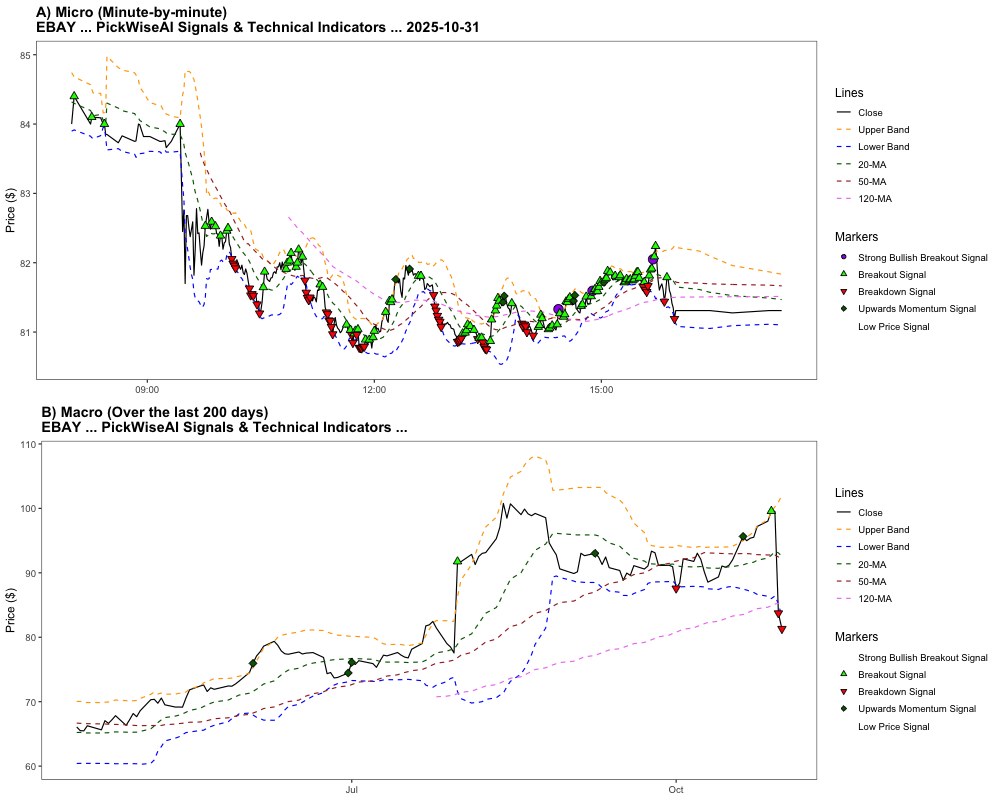 A) Micro (Minute-by-minute)
EBAY ... PickWiseAI Signals & Technical Indicators ... 2025-10-31
85
84
83
82
81
Price ($)
09:00
12:00
15:00
Lines
Close
Upper Band
Lower Band
20-MA
50-MA
120-MA
Markers
Strong Bullish Breakout Signal
Breakout Signal
Breakdown Signal
Upwards Momentum Signal
Low Price Signal
B) Macro (Over the last 200 days)
EBAY ... PickWiseAI Signals & Technical Indicators ...
110
100
90
80
70
60
Price ($)
Jul
Oct
Lines
Close
Upper Band
Lower Band
20-MA
50-MA
120-MA
Markers
Strong Bullish Breakout Signal
Breakout Signal
Breakdown Signal
Upwards Momentum Signal
Low Price Signal